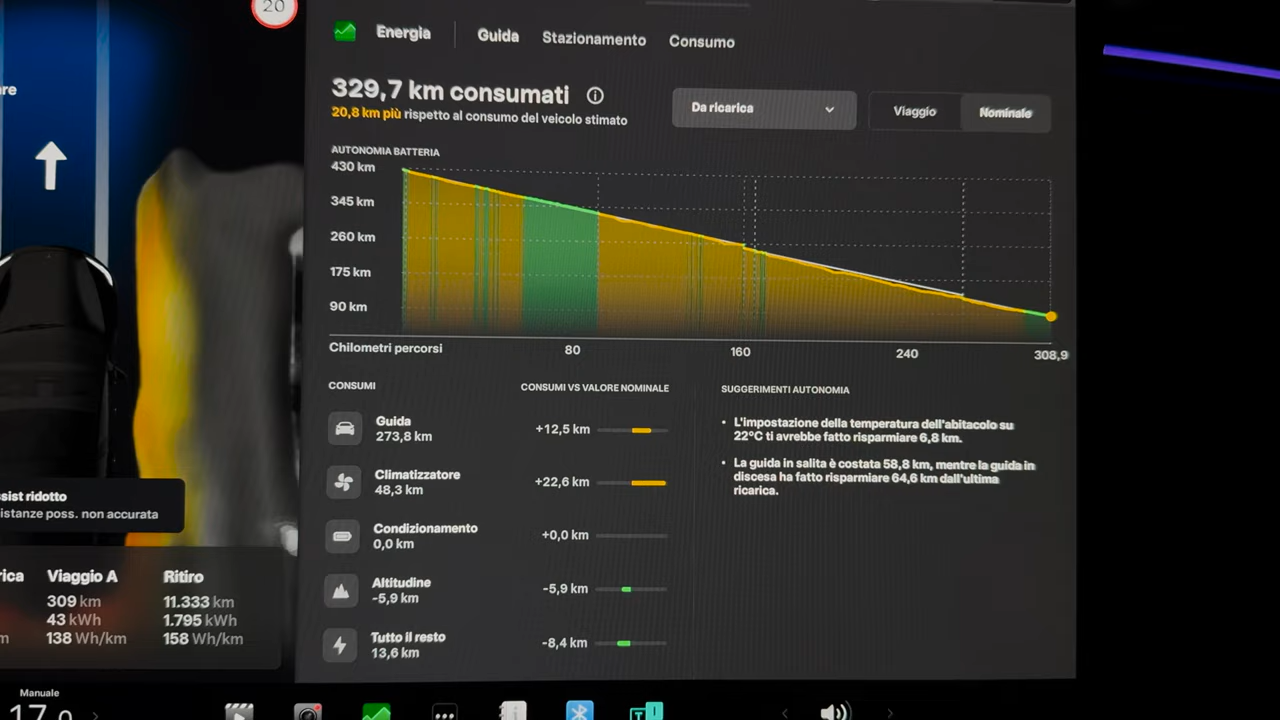 20
Energia
Guida
Stazionamento
Consumo
329,7 km consumati
20,8 km più rispetto al consumo del veicolo stimato
Da ricarica
Viaggio
Nominale
AUTONOMIA BATTERIA
430 km
345 km
260 km
175 km
90 km
Chilometri percorsi
80
160
240
308,9
CONSUMI
CONSUMI VS VALORE NOMINALE
SUGGERIMENTI AUTONOMIA
Guida
273,8 km
+12,5 km
Climatizzatore
48,3 km
+22,6 km
Condizionamento
0,0 km
+0,0 km
Altitudine
-5,9 km
-5,9 km
Tutto il resto
13,6 km
-8,4 km
• L'impostazione della temperatura dell'abitacolo su
22°C ti avrebbe fatto risparmiare 6,8 km.
• La guida in salita è costata 58,8 km, mentre la guida in
discesa ha fatto risparmiare 64,6 km dall'ultima
ricarica.
re
sist ridotto
istanze poss. non accurata
rica
Viaggio A
Ritiro
309 km
11.333 km
43 kWh
1.795 kWh
m
138 Wh/km
158 Wh/km
Manuale
17.0